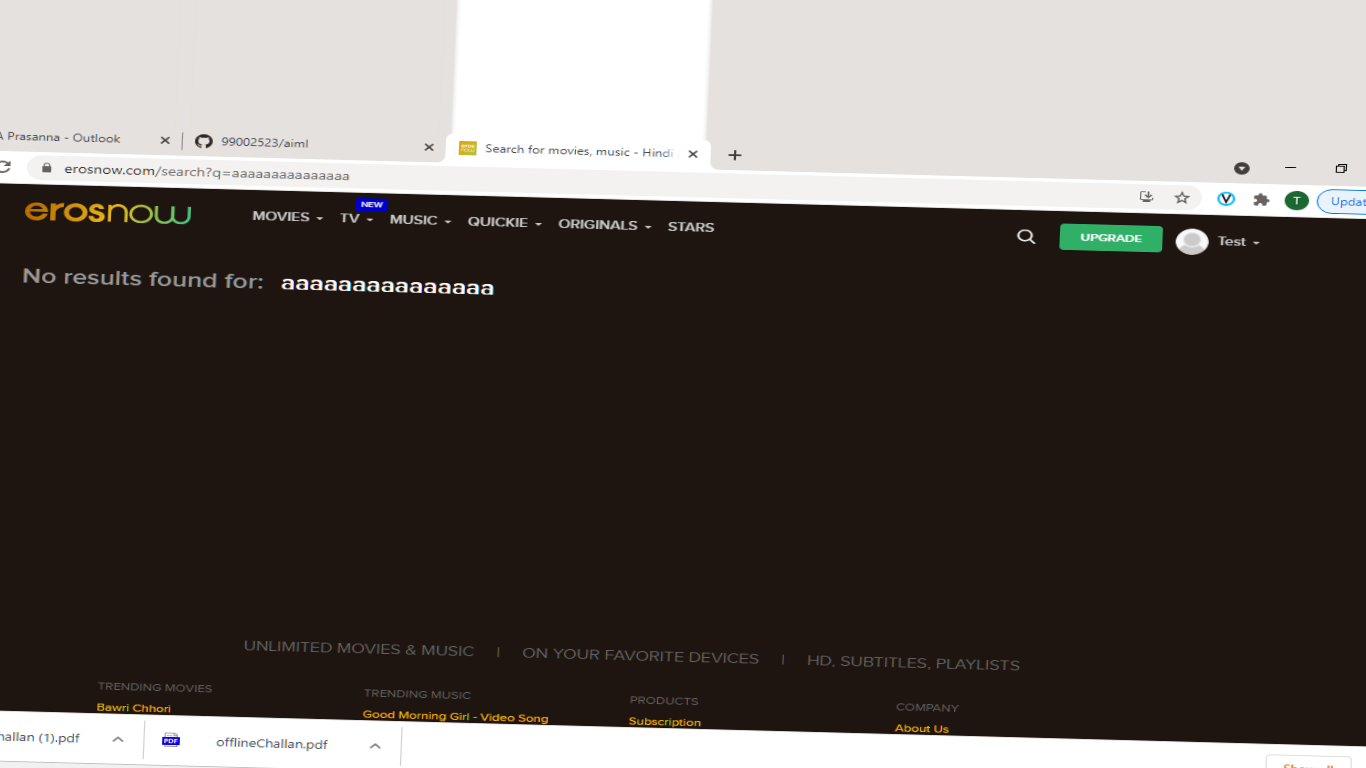 A Prasanna - Outlook
99002523/aiml
Search for movies, music - Hindi
erosnow.com/search?q=aaaaaaaaaaaaaaa
T
Updat
erosnow
MOVIES
TV
NEW
MUSIC
QUICKIE
ORIGINALS
STARS
UPGRADE
Test
No results found for: aaaaaaaaaaaaaaa
UNLIMITED MOVIES & MUSIC | ON YOUR FAVORITE DEVICES | HD, SUBTITLES, PLAYLISTS
TRENDING MOVIES
Bawri Chhori
TRENDING MUSIC
Good Morning Girl - Video Song
PRODUCTS
Subscription
COMPANY
About Us
hallan (1).pdf
PDF
offlineChallan.pdf